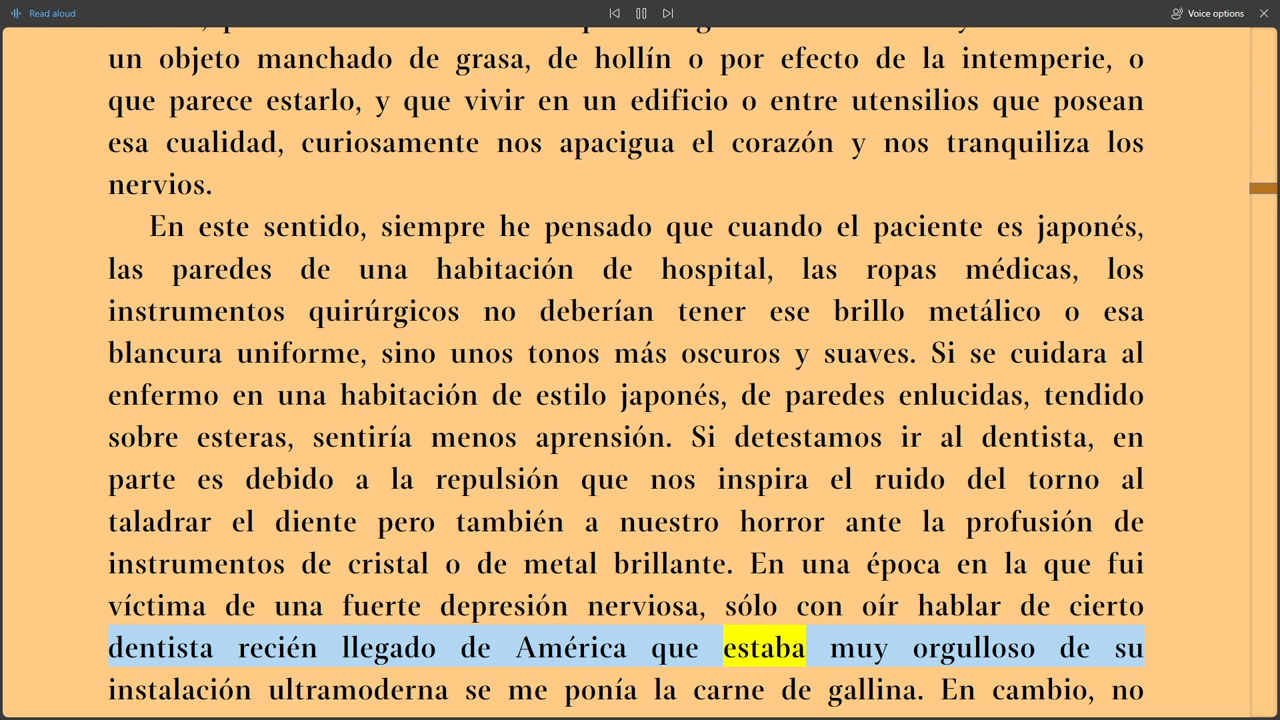 Read aloud
Voice options
un objeto manchado de grasa, de hollín o por efecto de la intemperie, o
que parece estarlo, y que vivir en un edificio o entre utensilios que posean
esa cualidad, curiosamente nos apacigua el corazón y nos tranquiliza los
nervios.
En este sentido, siempre he pensado que cuando el paciente es japonés,
las paredes de una habitación de hospital, las ropas médicas, los
instrumentos quirúrgicos no deberían tener ese brillo metálico o esa
blancura uniforme, sino unos tonos más oscuros y suaves. Si se cuidara al
enfermo en una habitación de estilo japonés, de paredes enlucidas, tendido
sobre esteras, sentiría menos aprensión. Si detestamos ir al dentista, en
parte es debido a la repulsión que nos inspira el ruido del torno al
taladrar el diente pero también a nuestro horror ante la profusión de
instrumentos de cristal o de metal brillante. En una época en la que fui
víctima de una fuerte depresión nerviosa, sólo con oír hablar de cierto
dentista recién llegado de América que estaba muy orgulloso de su
instalación ultramoderna se me ponía la carne de gallina. En cambio, no